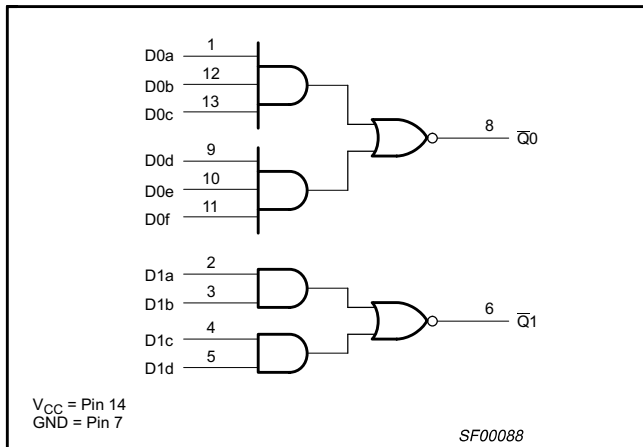 D0a 1
D0b 12
D0c 13
8 Q̅0
D0d 9
D0e 10
D0f 11
D1a 2
D1b 3
6 Q̅1
D1c 4
D1d 5
VCC = Pin 14
GND = Pin 7
SF00088